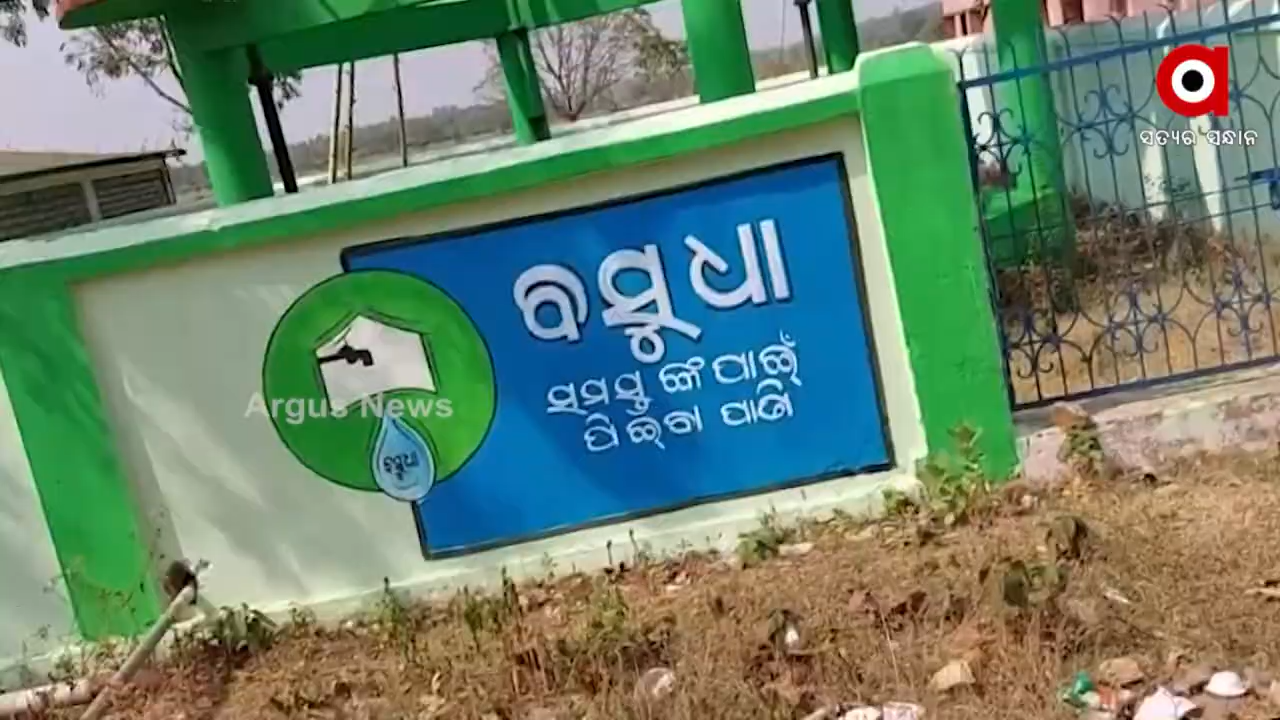 ସତ୍ୟର ସନ୍ଧାନ
ବସୁଧା
ସମସ୍ତଙ୍କ ପାଇଁ
ପିଇବା ପାଣି
Argus News
ବସୁଧା